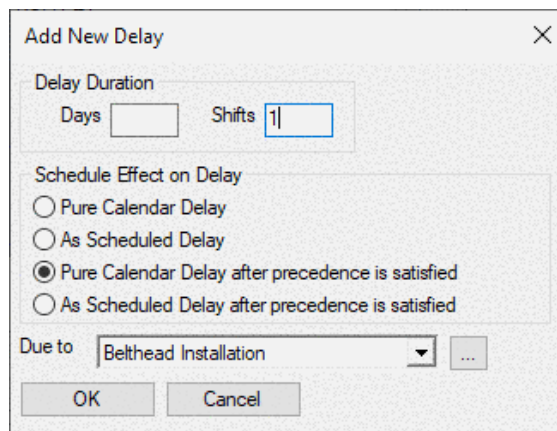 Add New Delay
Delay Duration
Days Shifts 1
Schedule Effect on Delay
Pure Calendar Delay
As Scheduled Delay
Pure Calendar Delay after precedence is satisfied
As Scheduled Delay after precedence is satisfied
Due to Belthead Installation ...
OK Cancel